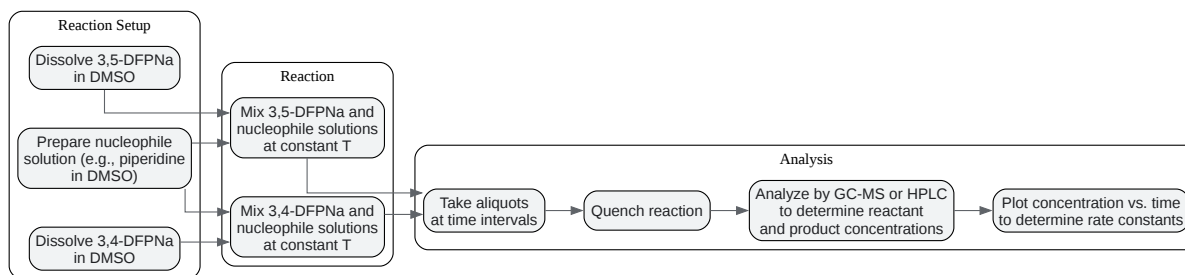 Reaction Setup
Dissolve 3,5-DFPNa
in DMSO
Prepare nucleophile
solution (e.g., piperidine
in DMSO)
Dissolve 3,4-DFPNa
in DMSO
Reaction
Mix 3,5-DFPNa and
nucleophile solutions
at constant T
Mix 3,4-DFPNa and
nucleophile solutions
at constant T
Analysis
Take aliquots
at time intervals
Quench reaction
Analyze by GC-MS or HPLC
to determine reactant
and product concentrations
Plot concentration vs. time
to determine rate constants